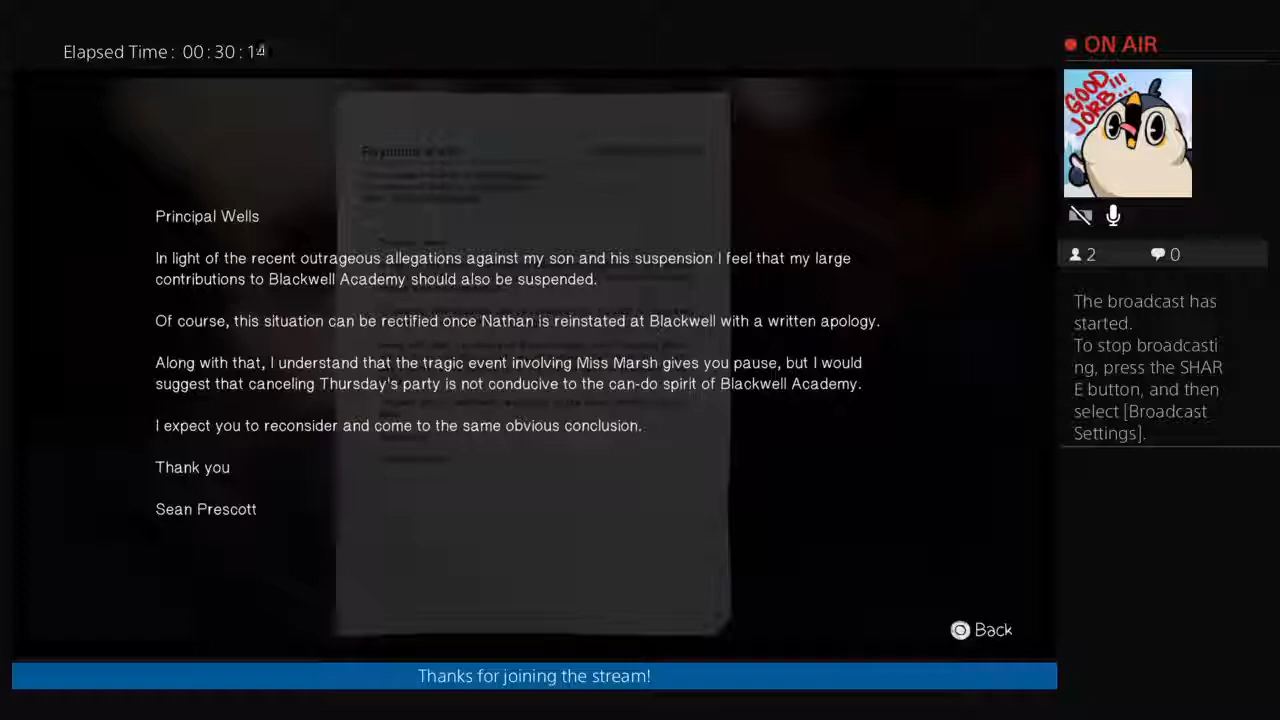 Elapsed Time: 00:30:14
ON AIR
GOOD
JORB!!!...
2
0
Principal Wells
In light of the recent outrageous allegations against my son and his suspension I feel that my large
contributions to Blackwell Academy should also be suspended.
Of course, this situation can be rectified once Nathan is reinstated at Blackwell with a written apology.
Along with that, I understand that the tragic event involving Miss Marsh gives you pause, but I would
suggest that canceling Thursday's party is not conducive to the can-do spirit of Blackwell Academy.
I expect you to reconsider and come to the same obvious conclusion.
Thank you
Sean Prescott
Back
The broadcast has
started.
To stop broadcasti
ng, press the SHAR
E button, and then
select [Broadcast
Settings].
Thanks for joining the stream!